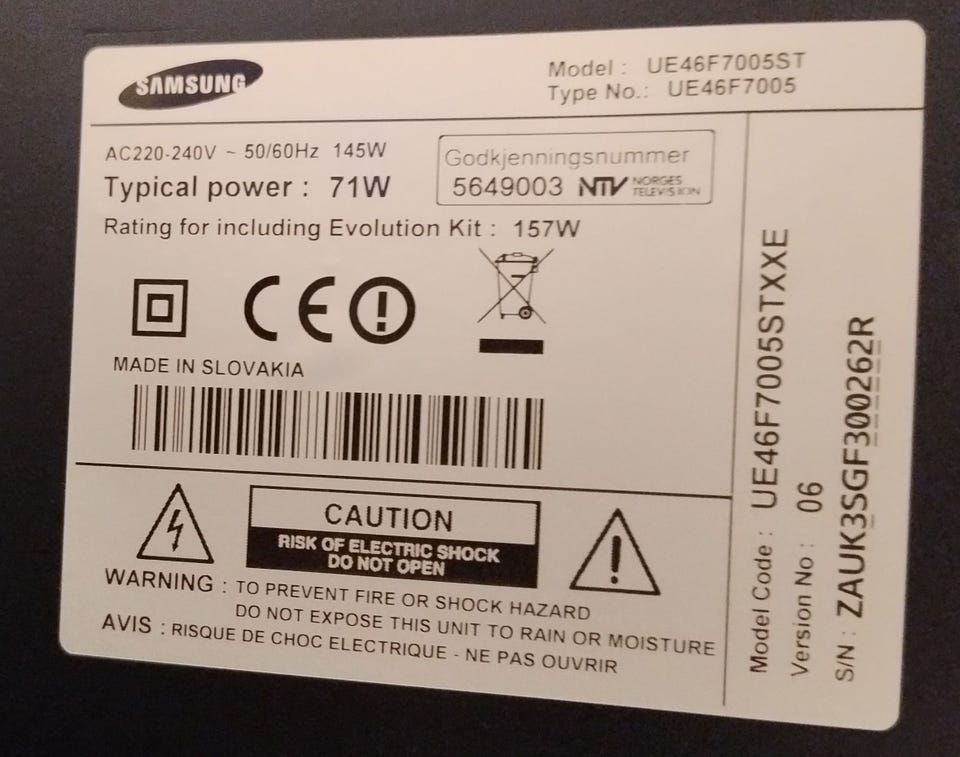 SAMSUNG
Model : UE46F7005ST
Type No.: UE46F7005
AC220-240V ~ 50/60Hz 145W
Typical power : 71W
Godkjenningsnummer
5649003 NTV NORGES TELEVISJON
Rating for including Evolution Kit : 157W
CE
MADE IN SLOVAKIA
CAUTION
RISK OF ELECTRIC SHOCK
DO NOT OPEN
WARNING : TO PREVENT FIRE OR SHOCK HAZARD
DO NOT EXPOSE THIS UNIT TO RAIN OR MOISTURE
AVIS : RISQUE DE CHOC ELECTRIQUE - NE PAS OUVRIR
Model Code : UE46F7005STXXE
Version No : 06
S/N : ZAUK3SGF300262R